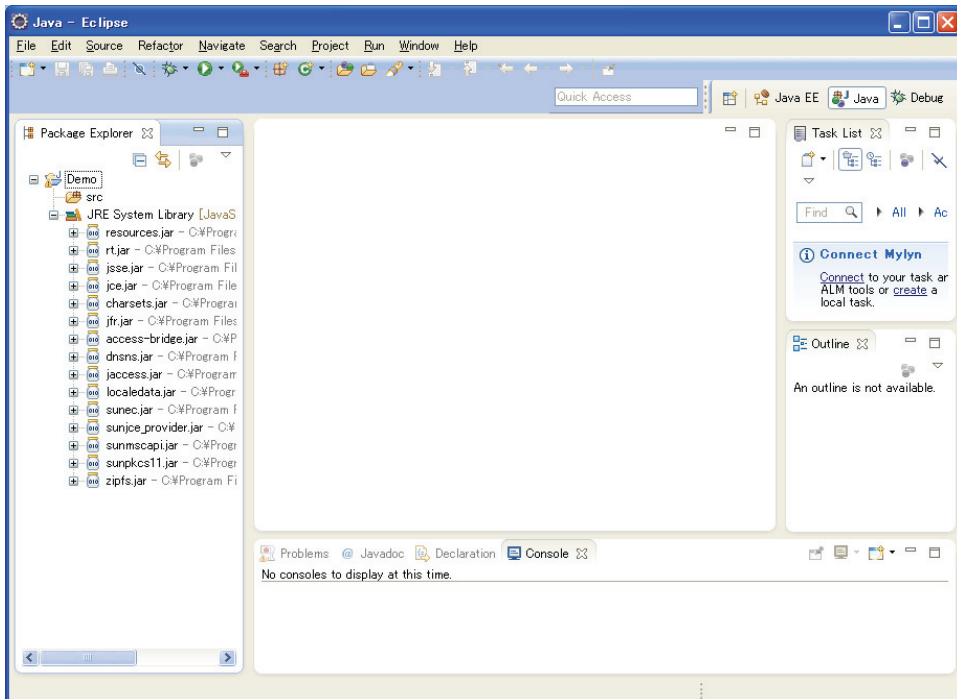 Java - Eclipse
File Edit Source Refactor Navigate Search Project Run Window Help
Quick Access
Java EE Java Debug
Package Explorer
Demo
src
JRE System Library [JavaS
resources.jar - C:¥Progra
rt.jar - C:¥Program Files
jsse.jar - C:¥Program Fil
jce.jar - C:¥Program File
charsets.jar - C:¥Progra
jfr.jar - C:¥Program Files
access-bridge.jar - C:¥P
dnsns.jar - C:¥Program F
jaccess.jar - C:¥Program
localedata.jar - C:¥Progr
sunec.jar - C:¥Program F
sunjce_provider.jar - C:¥
sunmscapi.jar - C:¥Progr
sunpkcs11.jar - C:¥Progr
zipfs.jar - C:¥Program Fi
Task List
Find All Ac
Connect Mylyn
Connect to your task ar
ALM tools or create a
local task.
Outline
An outline is not available.
Problems @ Javadoc Declaration Console
No consoles to display at this time.